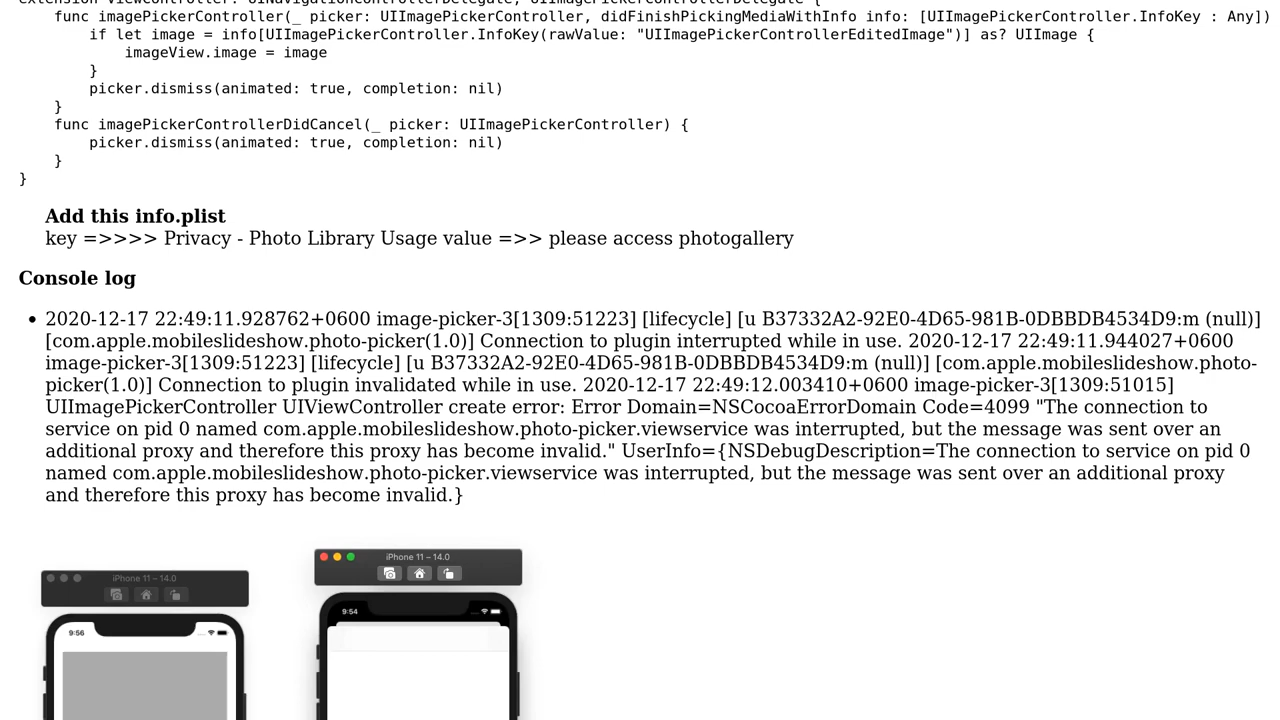 extension ViewController: UINavigationControllerDelegate, UIImagePickerControllerDelegate {
    func imagePickerController(_ picker: UIImagePickerController, didFinishPickingMediaWithInfo info: [UIImagePickerController.InfoKey : Any])
        if let image = info[UIImagePickerController.InfoKey(rawValue: "UIImagePickerControllerEditedImage")] as? UIImage {
            imageView.image = image
        }
        picker.dismiss(animated: true, completion: nil)
    }
    func imagePickerControllerDidCancel(_ picker: UIImagePickerController) {
        picker.dismiss(animated: true, completion: nil)
    }
}
Add this info.plist
key =>>>> Privacy - Photo Library Usage value =>> please access photogallery
Console log
• 2020-12-17 22:49:11.928762+0600 image-picker-3[1309:51223] [lifecycle] [u B37332A2-92E0-4D65-981B-0DBBDB4534D9:m (null)]
[com.apple.mobileslideshow.photo-picker(1.0)] Connection to plugin interrupted while in use. 2020-12-17 22:49:11.944027+0600
image-picker-3[1309:51223] [lifecycle] [u B37332A2-92E0-4D65-981B-0DBBDB4534D9:m (null)] [com.apple.mobileslideshow.photo-
picker(1.0)] Connection to plugin invalidated while in use. 2020-12-17 22:49:12.003410+0600 image-picker-3[1309:51015]
UIImagePickerController UIViewController create error: Error Domain=NSCocoaErrorDomain Code=4099 "The connection to
service on pid 0 named com.apple.mobileslideshow.photo-picker.viewservice was interrupted, but the message was sent over an
additional proxy and therefore this proxy has become invalid." UserInfo={NSDebugDescription=The connection to service on pid 0
named com.apple.mobileslideshow.photo-picker.viewservice was interrupted, but the message was sent over an additional proxy
and therefore this proxy has become invalid.}
iPhone 11 – 14.0
9:56
iPhone 11 – 14.0
9:54